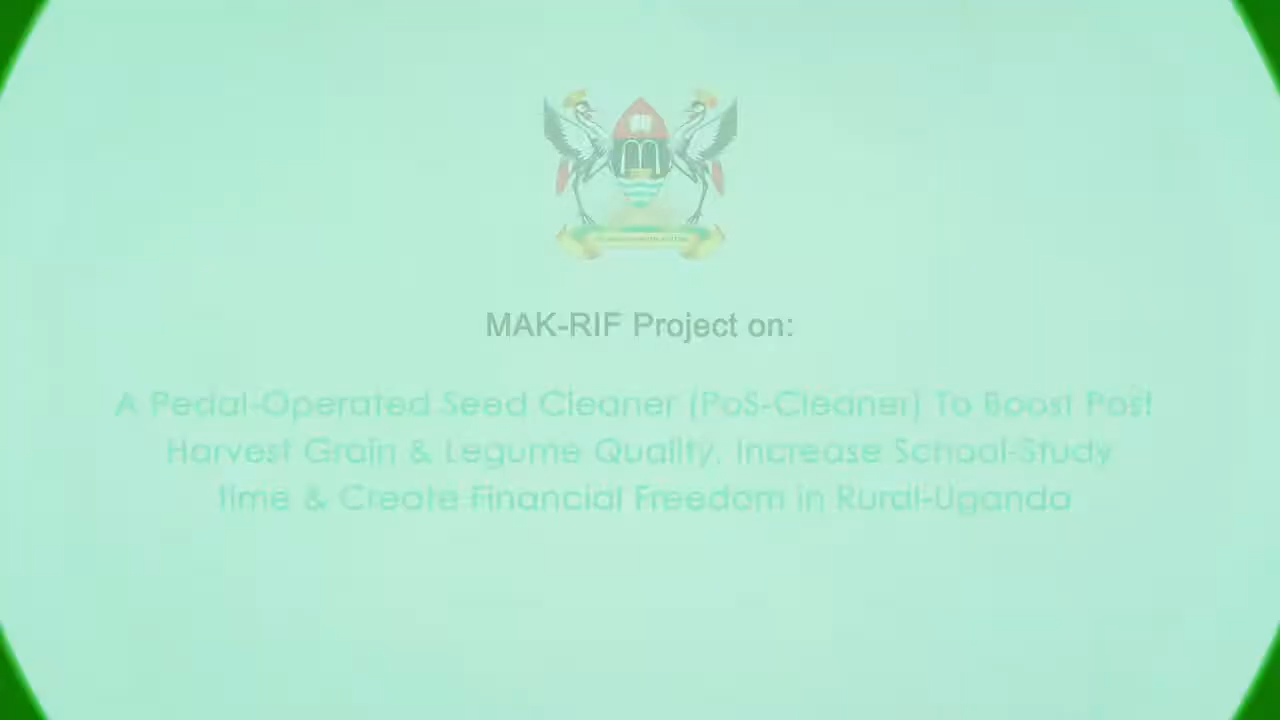 MAK-RIF Project on:
A Pedal-Operated Seed Cleaner (PoS-Cleaner) To Boost Post
Harvest Grain & Legume Quality, Increase School-Study
time & Create Financial Freedom in Rural-Uganda